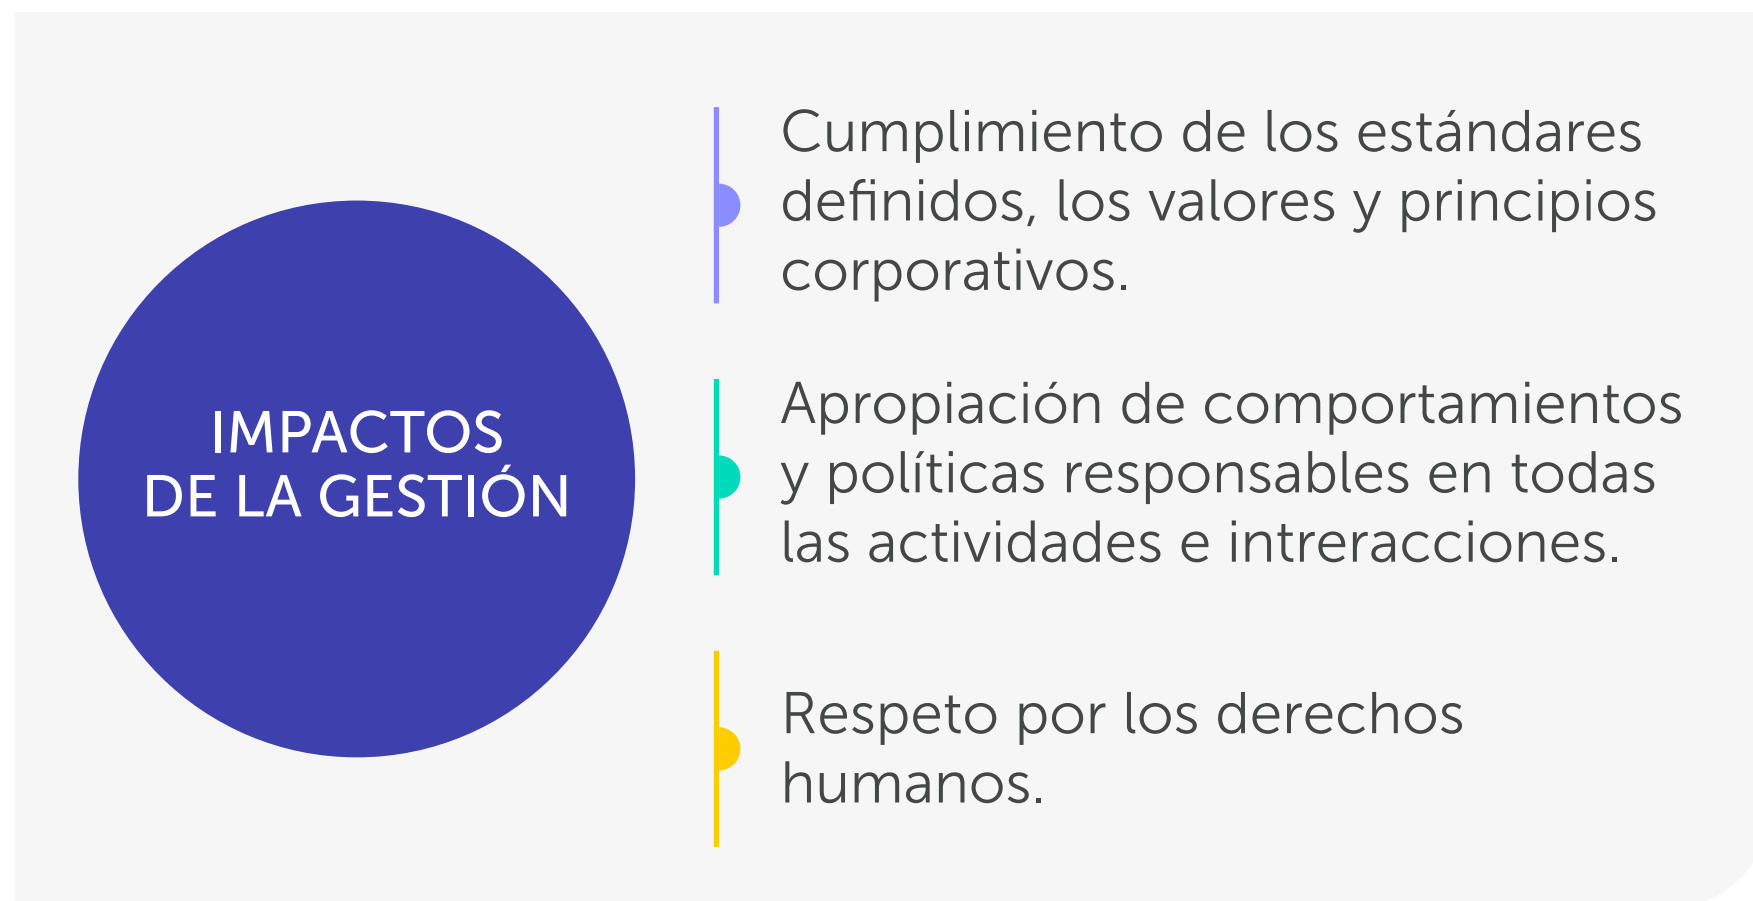 IMPACTOS
DE LA GESTIÓN
Cumplimiento de los estándares
definidos, los valores y principios
corporativos.
Apropiación de comportamientos
y políticas responsables en todas
las actividades e intreracciones.
Respeto por los derechos
humanos.